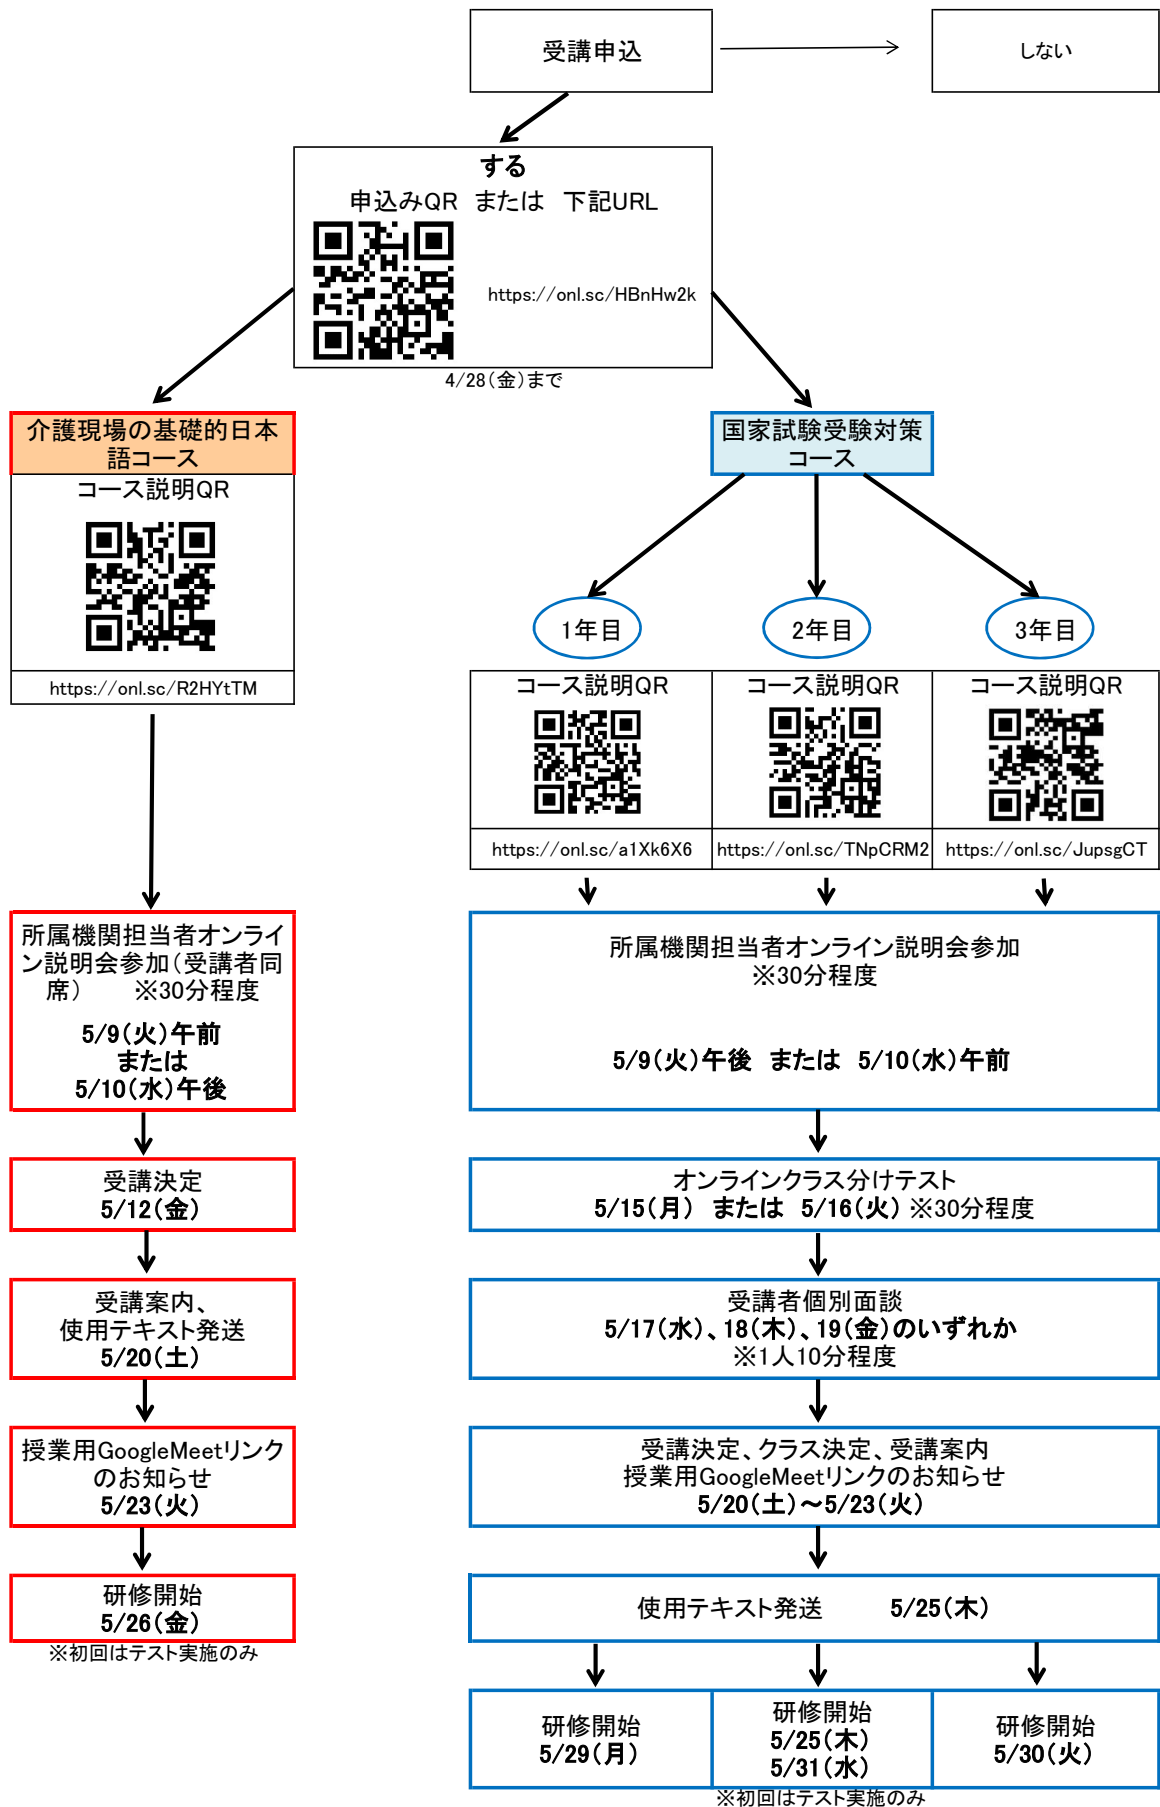 受講申込
しない
する
申込みQR　または　下記URL
https://onl.sc/HBnHw2k
4/28(金)まで
介護現場の基礎的日本
語コース
コース説明QR
https://onl.sc/R2HYtTM
国家試験受験対策
コース
1年目
2年目
3年目
コース説明QR
コース説明QR
コース説明QR
https://onl.sc/a1Xk6X6
https://onl.sc/TNpCRM2
https://onl.sc/JupsgCT
所属機関担当者オンライ
ン説明会参加(受講者同
席)　　※30分程度
5/9(火)午前
または
5/10(水)午後
受講決定
5/12(金)
受講案内、
使用テキスト発送
5/20(土)
授業用GoogleMeetリンク
のお知らせ
5/23(火)
研修開始
5/26(金)
※初回はテスト実施のみ
所属機関担当者オンライン説明会参加
※30分程度
5/9(火)午後　または　5/10(水)午前
オンラインクラス分けテスト
5/15(月)　または　5/16(火) ※30分程度
受講者個別面談
5/17(水)、18(木)、19(金)のいずれか
※1人10分程度
受講決定、クラス決定、受講案内
授業用GoogleMeetリンクのお知らせ
5/20(土)～5/23(火)
使用テキスト発送　　　5/25(木)
研修開始
5/29(月)
研修開始
5/25(木)
5/31(水)
研修開始
5/30(火)
※初回はテスト実施のみ